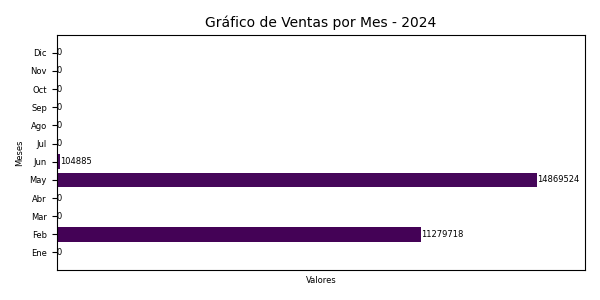 Gráfico de Ventas por Mes - 2024
Dic 0
Nov 0
Oct 0
Sep 0
Ago 0
Jul 0
Jun 104885
May 14869524
Abr 0
Mar 0
Feb 11279718
Ene 0
Meses
Valores